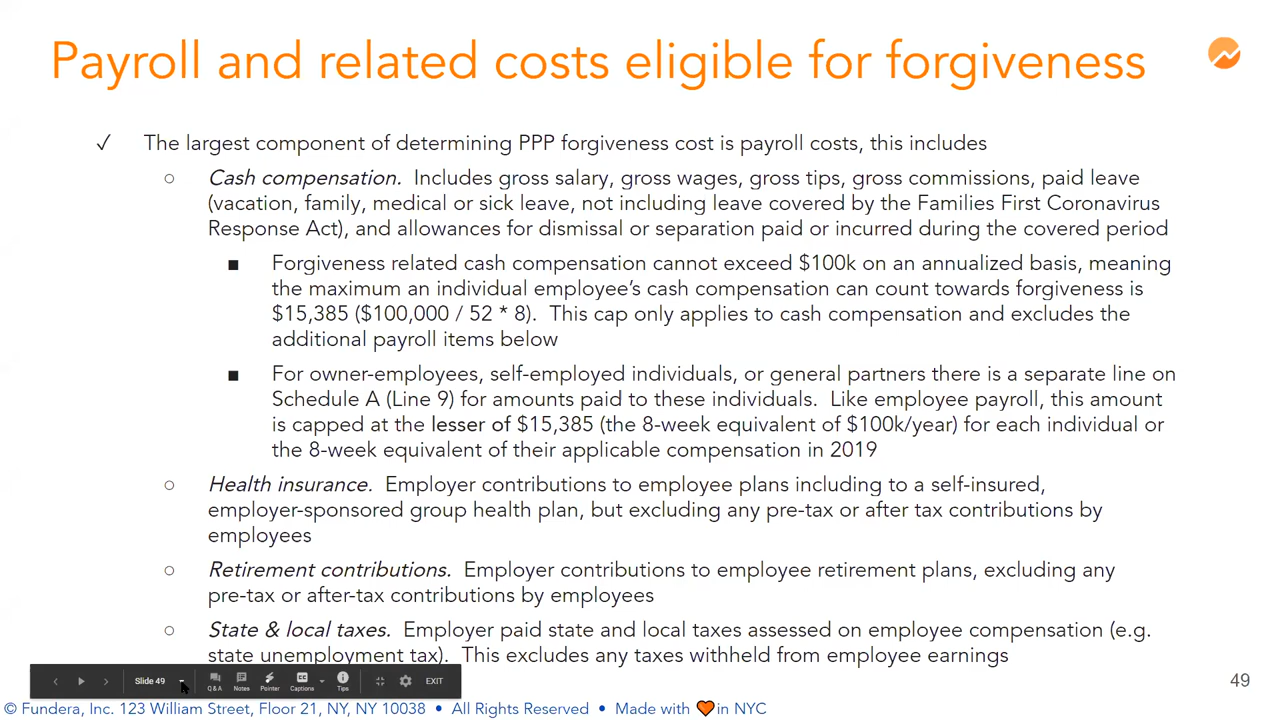 Payroll and related costs eligible for forgiveness
✓ The largest component of determining PPP forgiveness cost is payroll costs, this includes
○ Cash compensation. Includes gross salary, gross wages, gross tips, gross commissions, paid leave
(vacation, family, medical or sick leave, not including leave covered by the Families First Coronavirus
Response Act), and allowances for dismissal or separation paid or incurred during the covered period
■ Forgiveness related cash compensation cannot exceed $100k on an annualized basis, meaning
the maximum an individual employee's cash compensation can count towards forgiveness is
$15,385 ($100,000 / 52 * 8). This cap only applies to cash compensation and excludes the
additional payroll items below
■ For owner-employees, self-employed individuals, or general partners there is a separate line on
Schedule A (Line 9) for amounts paid to these individuals. Like employee payroll, this amount
is capped at the lesser of $15,385 (the 8-week equivalent of $100k/year) for each individual or
the 8-week equivalent of their applicable compensation in 2019
○ Health insurance. Employer contributions to employee plans including to a self-insured,
employer-sponsored group health plan, but excluding any pre-tax or after tax contributions by
employees
○ Retirement contributions. Employer contributions to employee retirement plans, excluding any
pre-tax or after-tax contributions by employees
○ State & local taxes. Employer paid state and local taxes assessed on employee compensation (e.g.
state unemployment tax). This excludes any taxes withheld from employee earnings
Slide 49 Q & A Notes Pointer CC Captions Tips EXIT
49
© Fundera, Inc. 123 William Street, Floor 21, NY, NY 10038 • All Rights Reserved • Made with 🧡 in NYC